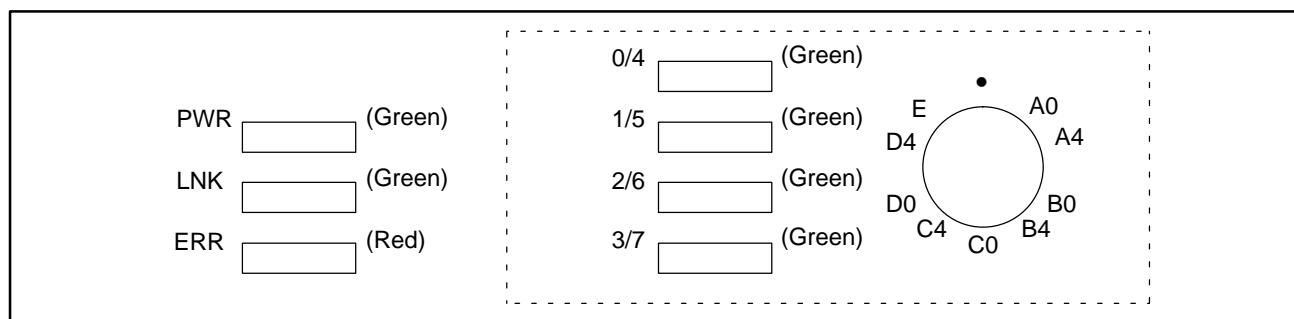 PWR (Green)
LNK (Green)
ERR (Red)
0/4 (Green)
1/5 (Green)
2/6 (Green)
3/7 (Green)
E
A0
D4
A4
D0
B0
C4
B4
C0